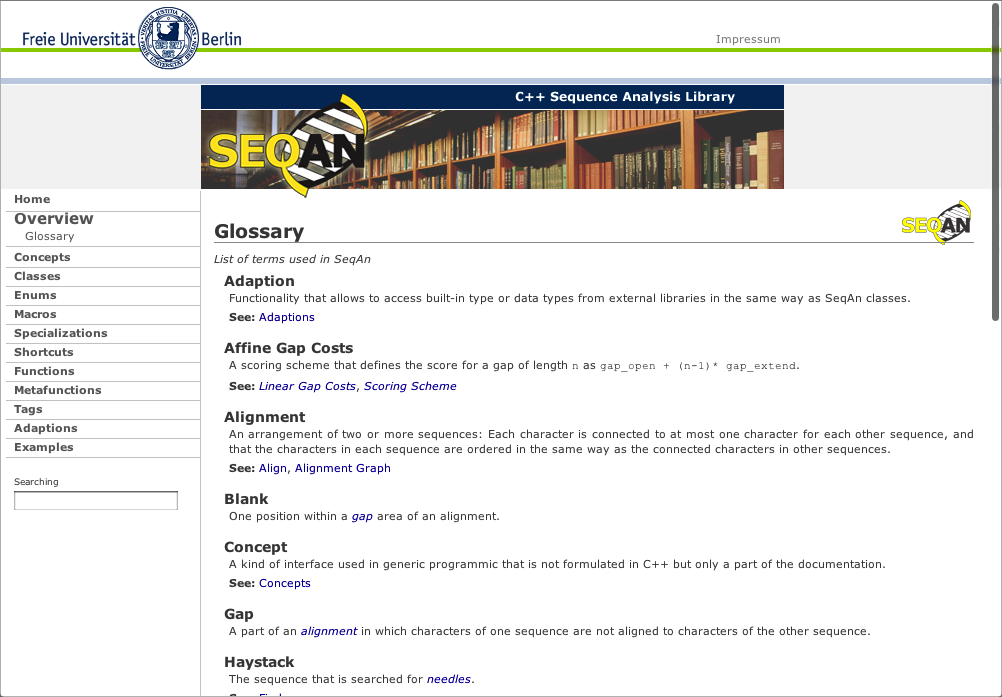 Freie Universität Berlin
Impressum
C++ Sequence Analysis Library
SEQAN
Home
Overview
Glossary
Concepts
Classes
Enums
Macros
Specializations
Shortcuts
Functions
Metafunctions
Tags
Adaptions
Examples
Searching
SEQAN
Glossary
List of terms used in SeqAn
Adaption
Functionality that allows to access built-in type or data types from external libraries in the same way as SeqAn classes.
See: Adaptions
Affine Gap Costs
A scoring scheme that defines the score for a gap of length n as gap_open + (n-1)* gap_extend.
See: Linear Gap Costs, Scoring Scheme
Alignment
An arrangement of two or more sequences: Each character is connected to at most one character for each other sequence, and
that the characters in each sequence are ordered in the same way as the connected characters in other sequences.
See: Align, Alignment Graph
Blank
One position within a gap area of an alignment.
Concept
A kind of interface used in generic programmic that is not formulated in C++ but only a part of the documentation.
See: Concepts
Gap
A part of an alignment in which characters of one sequence are not aligned to characters of the other sequence.
Haystack
The sequence that is searched for needles.